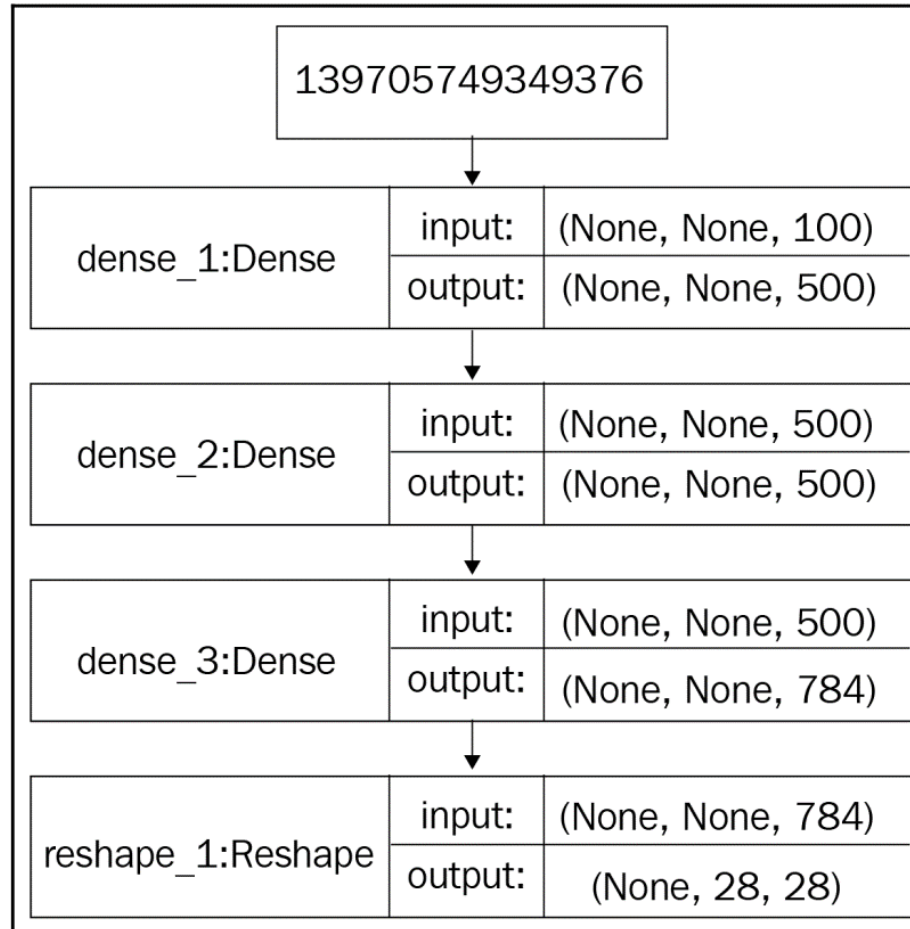 139705749349376
dense_1:Dense
input: (None, None, 100)
output: (None, None, 500)
dense_2:Dense
input: (None, None, 500)
output: (None, None, 500)
dense_3:Dense
input: (None, None, 500)
output: (None, None, 784)
reshape_1:Reshape
input: (None, None, 784)
output: (None, 28, 28)